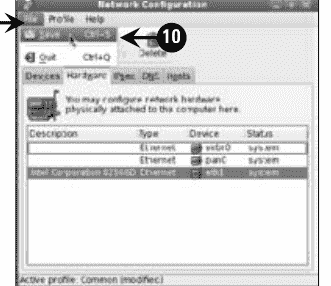 Network Configuration
File Profile Help
Save Ctrl+S
10
Quit Ctrl+Q
Delete
Devices Hardware IPsec DNS Hosts
You may configure network hardware
physically attached to the computer here.
Description Type Device Status
Ethernet virbr0 system
Ethernet pan0 system
Intel Corporation Ethernet eth1 system
Active profile: Common (modified)